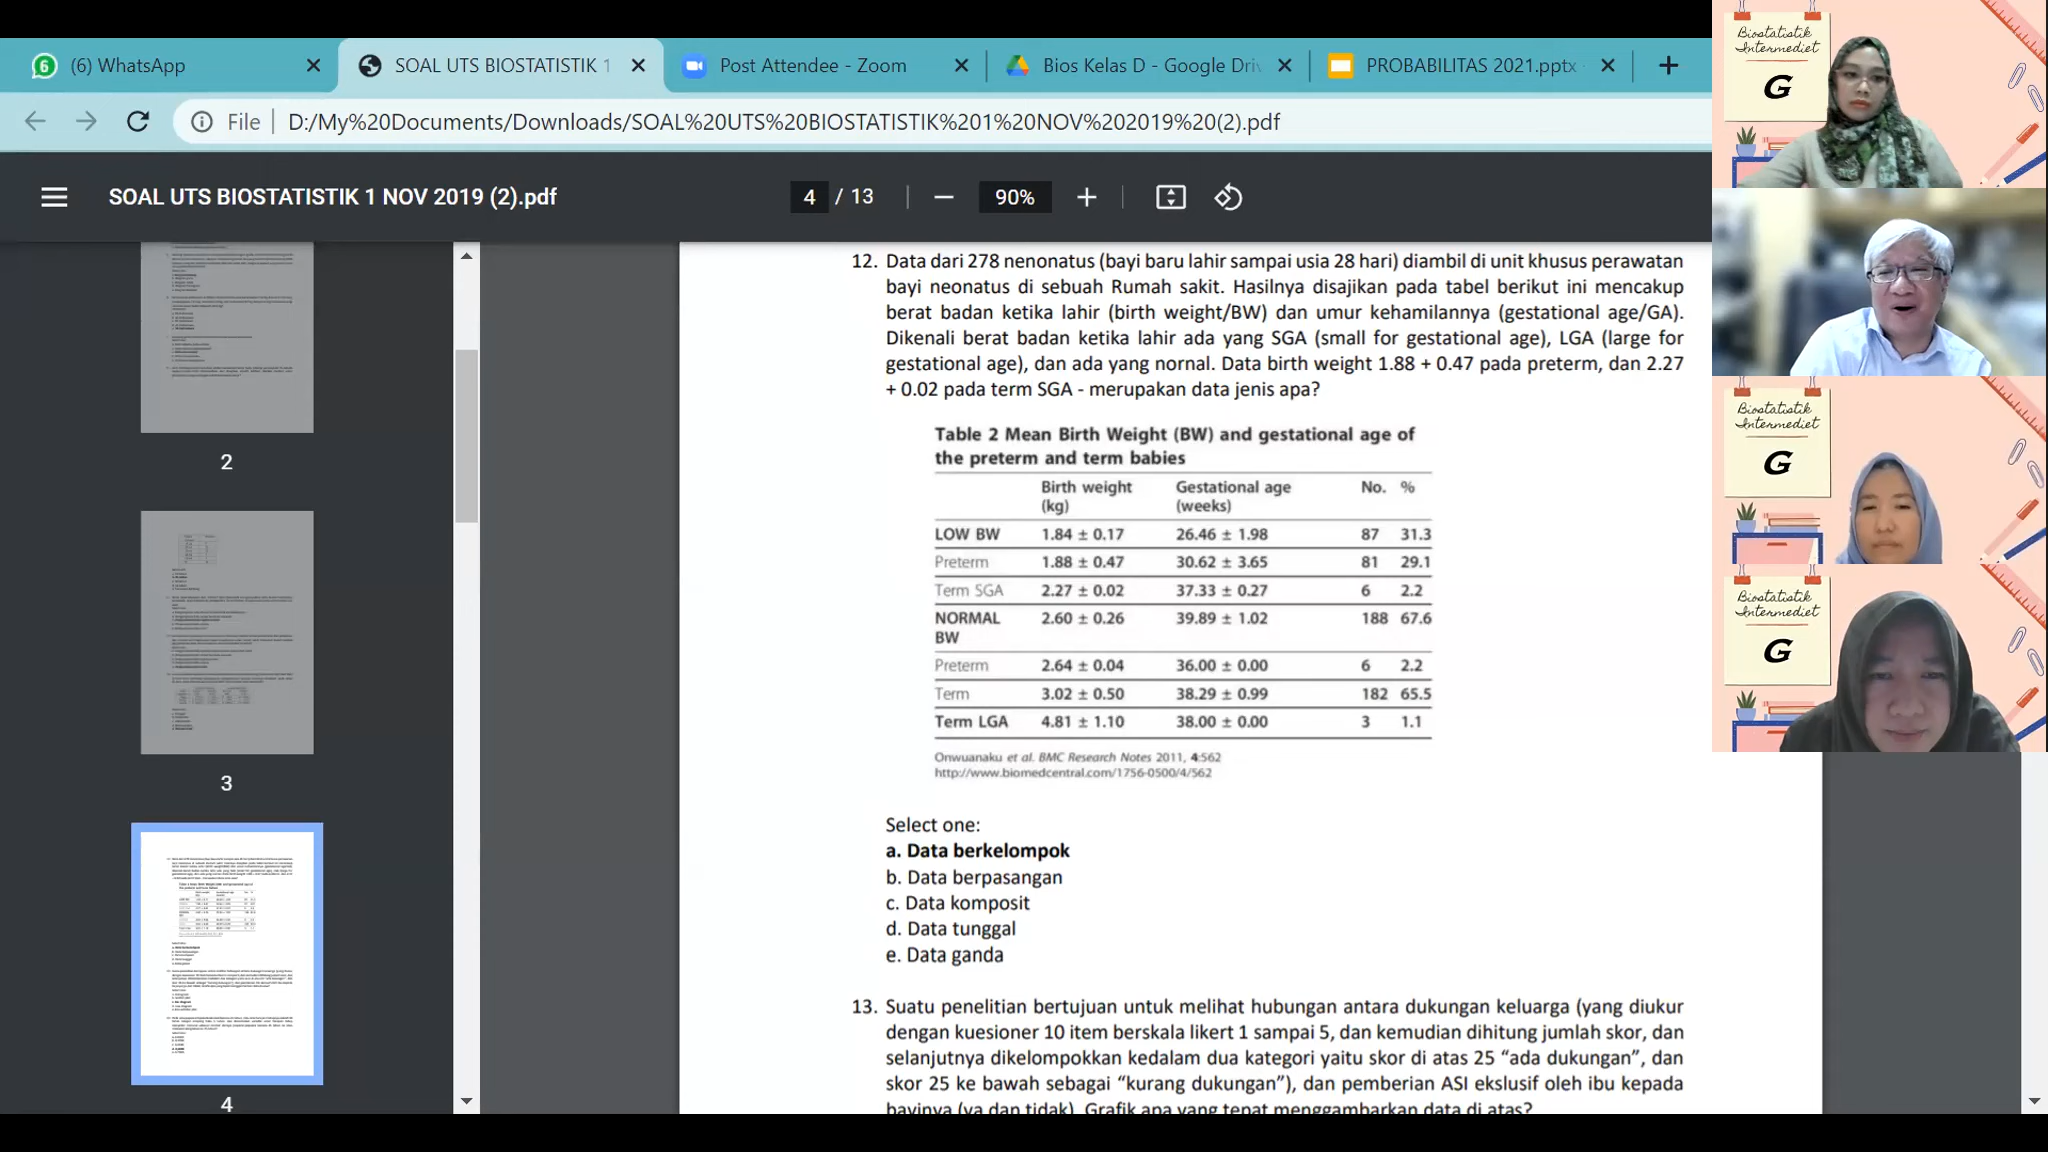 6
(6) WhatsApp
SOAL UTS BIOSTATISTIK 1
Post Attendee - Zoom
Bios Kelas D - Google Driv
PROBABILITAS 2021.pptx
File
D:/My%20Documents/Downloads/SOAL%20UTS%20BIOSTATISTIK%201%20NOV%202019%20(2).pdf
SOAL UTS BIOSTATISTIK 1 NOV 2019 (2).pdf
4 / 13
90%
2
3
4
12. Data dari 278 nenonatus (bayi baru lahir sampai usia 28 hari) diambil di unit khusus perawatan
bayi neonatus di sebuah Rumah sakit. Hasilnya disajikan pada tabel berikut ini mencakup
berat badan ketika lahir (birth weight/BW) dan umur kehamilannya (gestational age/GA).
Dikenali berat badan ketika lahir ada yang SGA (small for gestational age), LGA (large for
gestational age), dan ada yang nornal. Data birth weight 1.88 + 0.47 pada preterm, dan 2.27
+ 0.02 pada term SGA - merupakan data jenis apa?
Table 2 Mean Birth Weight (BW) and gestational age of
the preterm and term babies
Birth weight Gestational age No. %
(kg) (weeks)
LOW BW 1.84 ± 0.17 26.46 ± 1.98 87 31.3
Preterm 1.88 ± 0.47 30.62 ± 3.65 81 29.1
Term SGA 2.27 ± 0.02 37.33 ± 0.27 6 2.2
NORMAL 2.60 ± 0.26 39.89 ± 1.02 188 67.6
BW
Preterm 2.64 ± 0.04 36.00 ± 0.00 6 2.2
Term 3.02 ± 0.50 38.29 ± 0.99 182 65.5
Term LGA 4.81 ± 1.10 38.00 ± 0.00 3 1.1
Onwuanaku et al. BMC Research Notes 2011, 4:562
http://www.biomedcentral.com/1756-0500/4/562
Select one:
a. Data berkelompok
b. Data berpasangan
c. Data komposit
d. Data tunggal
e. Data ganda
13. Suatu penelitian bertujuan untuk melihat hubungan antara dukungan keluarga (yang diukur
dengan kuesioner 10 item berskala likert 1 sampai 5, dan kemudian dihitung jumlah skor, dan
selanjutnya dikelompokkan kedalam dua kategori yaitu skor di atas 25 "ada dukungan", dan
skor 25 ke bawah sebagai "kurang dukungan"), dan pemberian ASI ekslusif oleh ibu kepada
bayinya (ya dan tidak). Grafik apa yang tepat menggambarkan data di atas?
Biostatistik
Intermediet
G
Biostatistik
Intermediet
G
Biostatistik
Intermediet
G